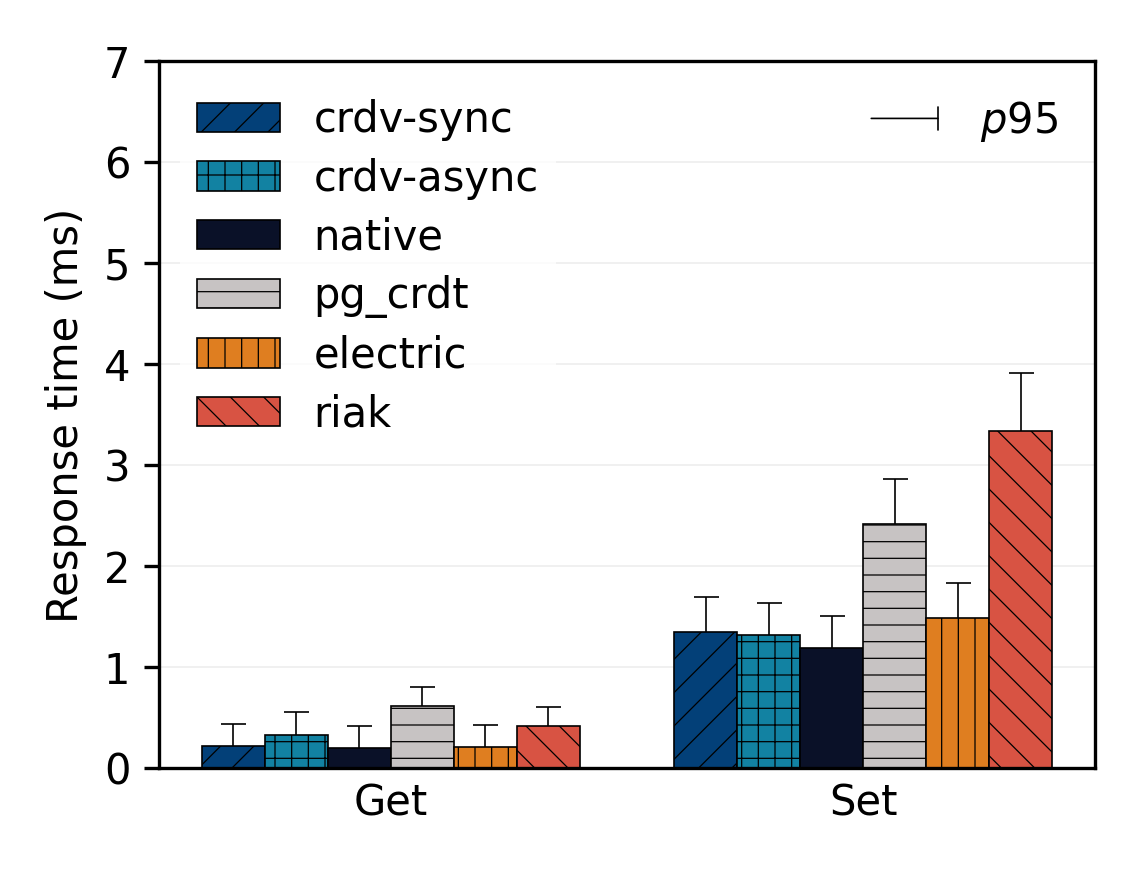 Response time (ms)
7
6
5
4
3
2
1
0
crdv-sync
crdv-async
native
pg_crdt
electric
riak
p95
Get
Set